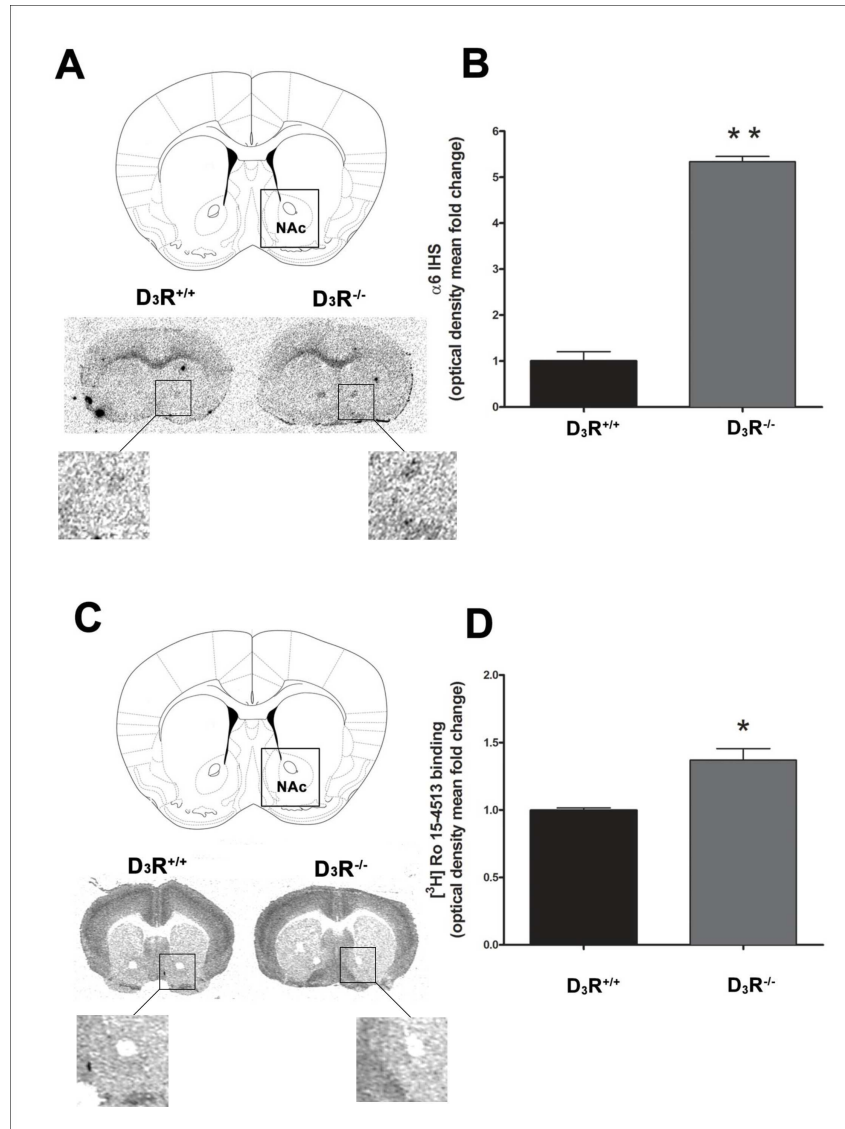 A
NAc
D₃R⁺/⁺ D₃R⁻/⁻
B
α6 IHS
(optical density mean fold change)
6
5
4
3
2
1
0
* *
D₃R⁺/⁺ D₃R⁻/⁻
C
NAc
D₃R⁺/⁺ D₃R⁻/⁻
D
[³H] Ro 15-4513 binding
(optical density mean fold change)
2.0
1.5
1.0
0.5
0.0
*
D₃R⁺/⁺ D₃R⁻/⁻